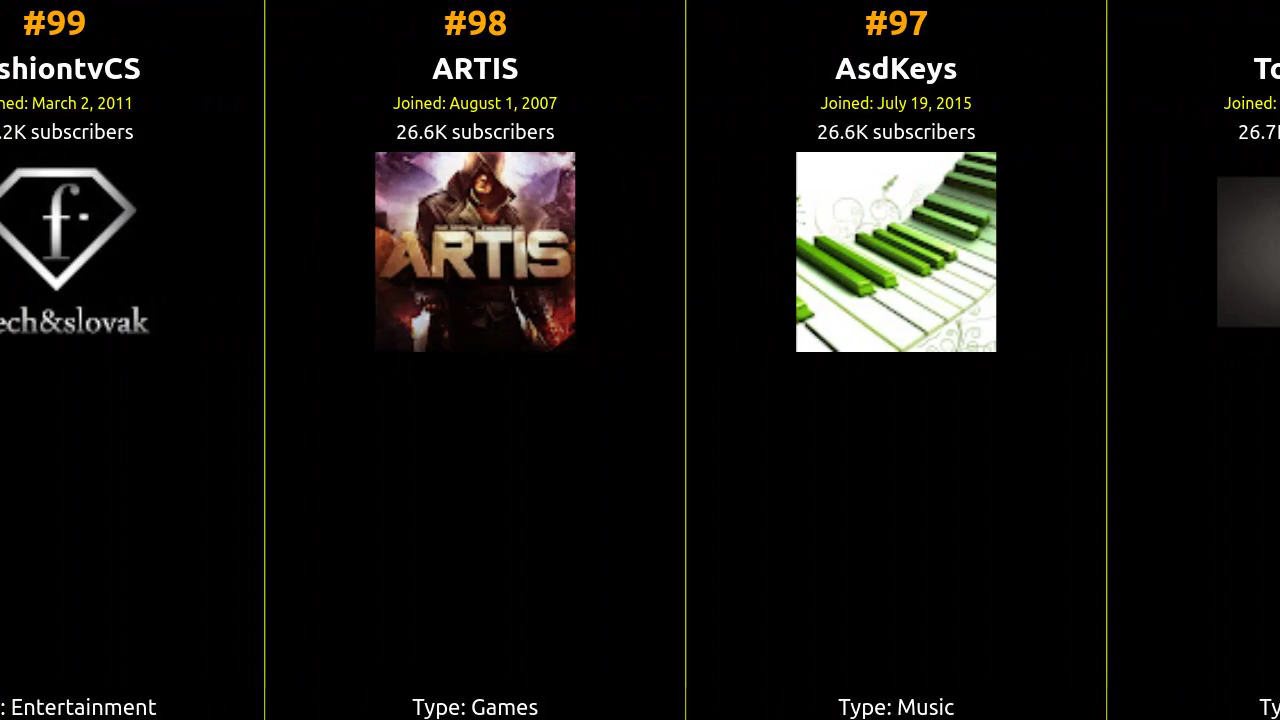 #99
shiontvCS
ned: March 2, 2011
.2K subscribers
f
ech&slovak
: Entertainment
#98
ARTIS
Joined: August 1, 2007
26.6K subscribers
ARTIS
Type: Games
#97
AsdKeys
Joined: July 19, 2015
26.6K subscribers
Type: Music
To
Joined:
26.7
Ty